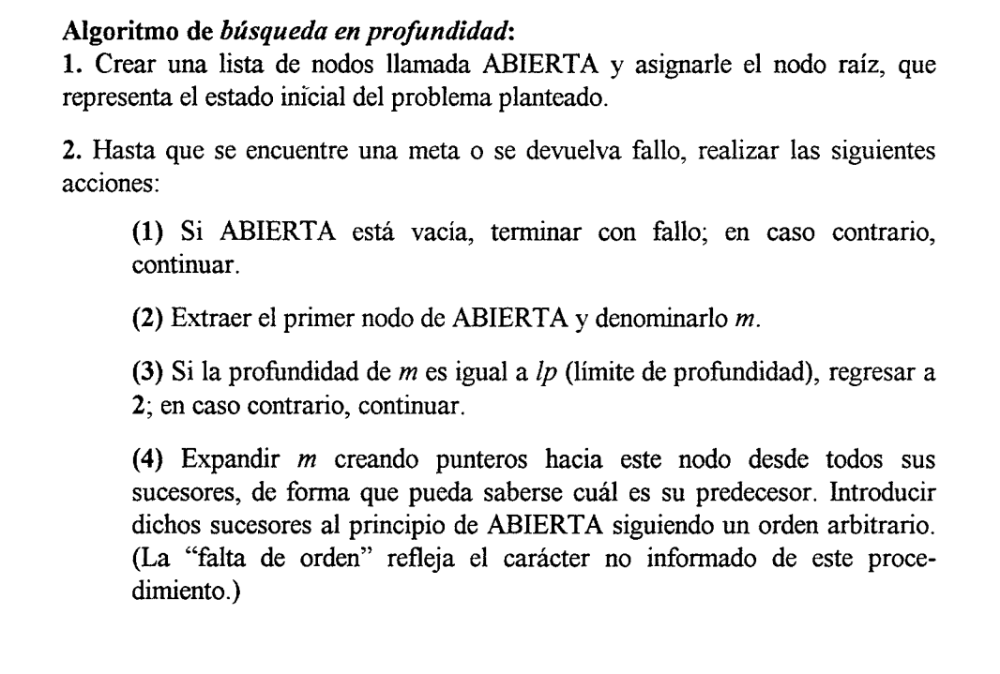 Algoritmo de búsqueda en profundidad:
1. Crear una lista de nodos llamada ABIERTA y asignarle el nodo raíz, que
representa el estado inicial del problema planteado.
2. Hasta que se encuentre una meta o se devuelva fallo, realizar las siguientes
acciones:
(1) Si ABIERTA está vacía, terminar con fallo; en caso contrario,
continuar.
(2) Extraer el primer nodo de ABIERTA y denominarlo m.
(3) Si la profundidad de m es igual a lp (límite de profundidad), regresar a
2; en caso contrario, continuar.
(4) Expandir m creando punteros hacia este nodo desde todos sus
sucesores, de forma que pueda saberse cuál es su predecesor. Introducir
dichos sucesores al principio de ABIERTA siguiendo un orden arbitrario.
(La “falta de orden” refleja el carácter no informado de este proce-
dimiento.)